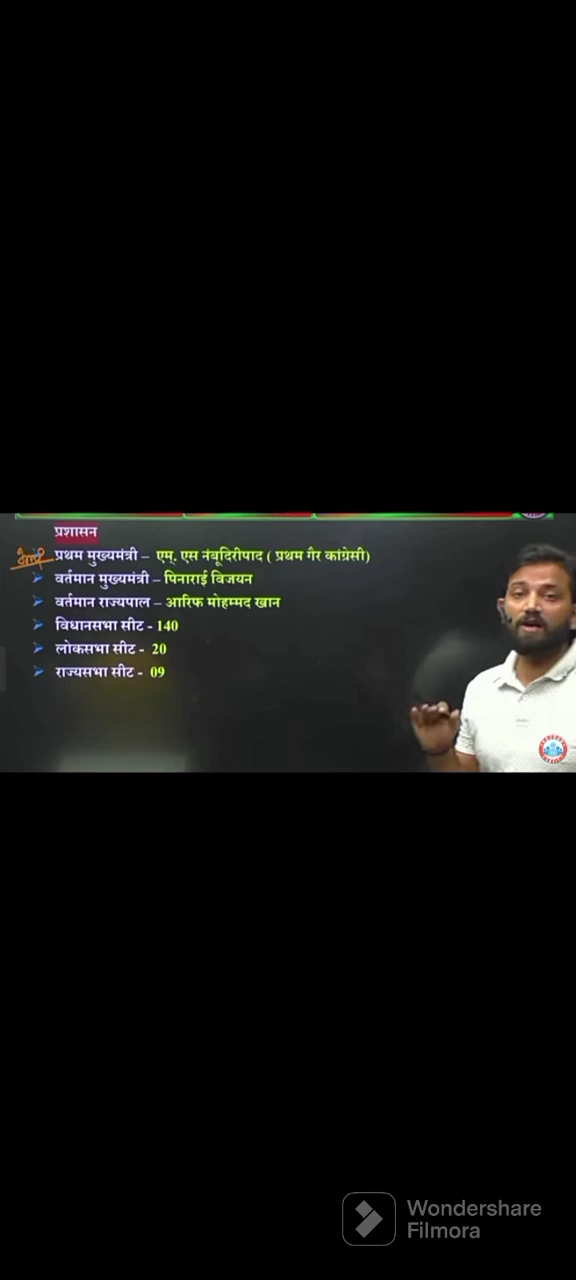 प्रशासन
Imp प्रथम मुख्यमंत्री – एम्. एस नंबूदिरीपाद ( प्रथम गैर कांग्रेसी)
➤ वर्तमान मुख्यमंत्री – पिनाराई विजयन
➤ वर्तमान राज्यपाल – आरिफ मोहम्मद खान
➤ विधानसभा सीट - 140
➤ लोकसभा सीट - 20
➤ राज्यसभा सीट - 09
Wondershare
Filmora